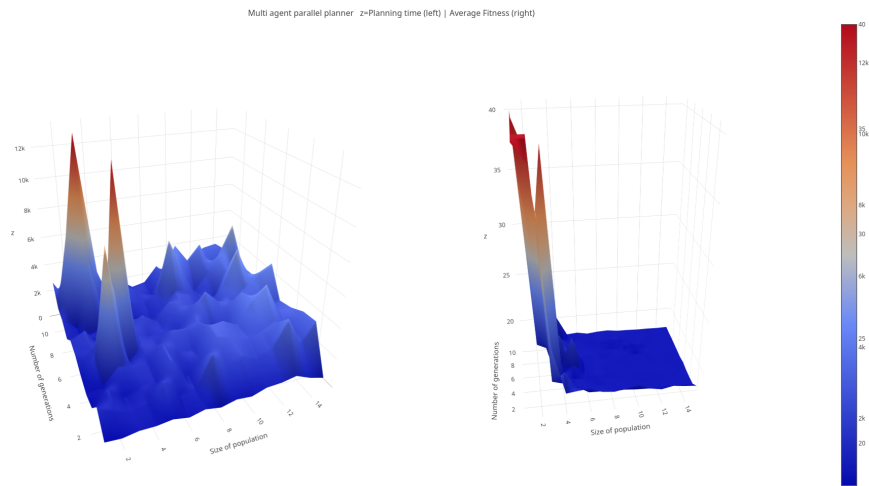 Multi agent parallel planner z=Planning time (left) | Average Fitness (right)
12k
10k
8k
6k
4k
2k
0
z
10
8
6
4
2
Number of generations
2
4
6
8
10
12
14
Size of population
40
35
30
25
20
z
10
8
6
4
2
Number of generations
2
4
6
8
10
12
14
Size of population
40
12k
35
10k
8k
30
6k
25
4k
2k
20